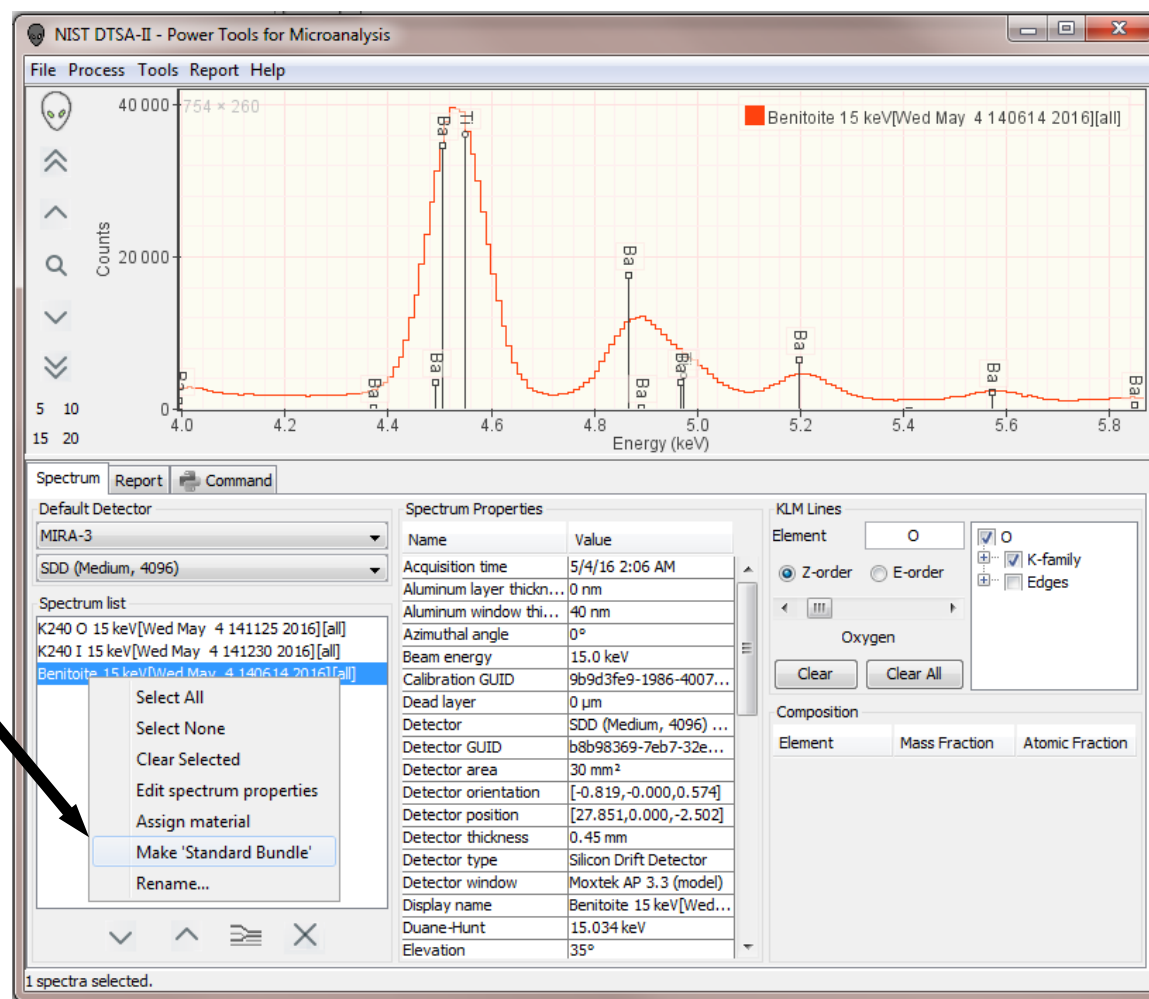 NIST DTSA-II - Power Tools for Microanalysis
File Process Tools Report Help
40 000
754 × 260
Benitoite 15 keV[Wed May 4 140614 2016][all]
Ba
Ti
Counts
20 000
Ba
Ba
Ba
Ba
Ba
Ba
Ba
Ba
5 10
15 20
0
4.0 4.2 4.4 4.6 4.8 5.0 5.2 5.4 5.6 5.8
Energy (keV)
Spectrum Report Command
Default Detector
MIRA-3
SDD (Medium, 4096)
Spectrum list
K240 O 15 keV[Wed May 4 141125 2016][all]
K240 I 15 keV[Wed May 4 141230 2016][all]
Benitoite 15 keV[Wed May 4 140614 2016][all]
Select All
Select None
Clear Selected
Edit spectrum properties
Assign material
Make 'Standard Bundle'
Rename...
Spectrum Properties
Name Value
Acquisition time 5/4/16 2:06 AM
Aluminum layer thickn... 0 nm
Aluminum window thi... 40 nm
Azimuthal angle 0°
Beam energy 15.0 keV
Calibration GUID 9b9d3fe9-1986-4007...
Dead layer 0 µm
Detector SDD (Medium, 4096) ...
Detector GUID b8b98369-7eb7-32e...
Detector area 30 mm²
Detector orientation [-0.819,-0.000,0.574]
Detector position [27.851,0.000,-2.502]
Detector thickness 0.45 mm
Detector type Silicon Drift Detector
Detector window Moxtek AP 3.3 (model)
Display name Benitoite 15 keV[Wed...
Duane-Hunt 15.034 keV
Elevation 35°
KLM Lines
Element O
Z-order E-order
Oxygen
Clear Clear All
O
K-family
Edges
Composition
Element Mass Fraction Atomic Fraction
1 spectra selected.